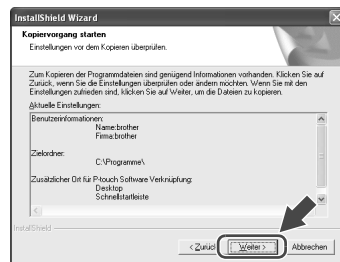 InstallShield Wizard
Kopiervorgang starten
Einstellungen vor dem Kopieren überprüfen.
Zum Kopieren der Programmdateien sind genügend Informationen vorhanden. Klicken Sie auf
Zurück, wenn Sie die Einstellungen überprüfen oder ändern möchten. Wenn Sie mit den
Einstellungen zufrieden sind, klicken Sie auf Weiter, um die Dateien zu kopieren.
Aktuelle Einstellungen:
Benutzerinformationen:
Name:brother
Firma:brother
Zielordner:
C:\Programme\
Zusätzlicher Ort für P-touch Software Verknüpfung:
Desktop
Schnellstartleiste
InstallShield
< Zurück Weiter > Abbrechen